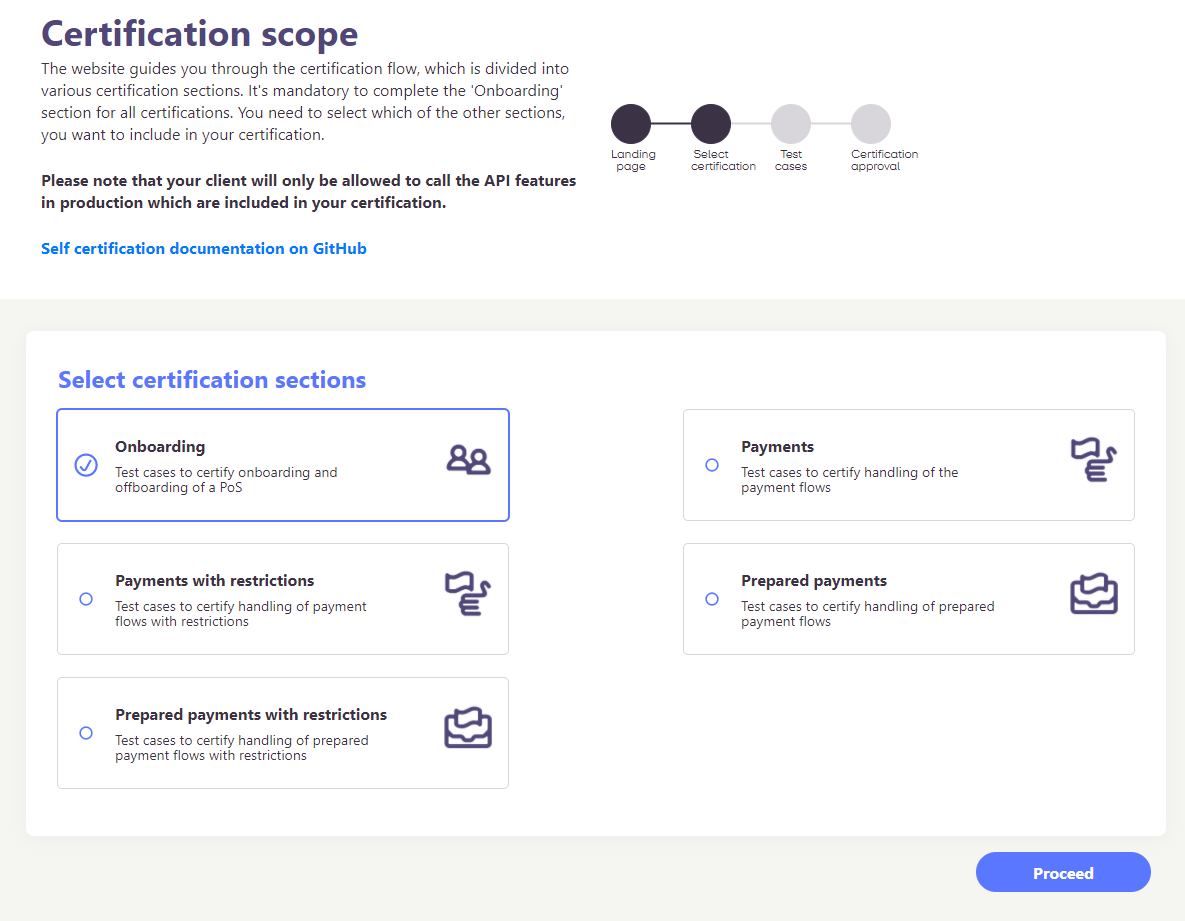 Certification scope
The website guides you through the certification flow, which is divided into
various certification sections. It's mandatory to complete the 'Onboarding'
section for all certifications. You need to select which of the other sections,
you want to include in your certification.
Please note that your client will only be allowed to call the API features
in production which are included in your certification.
Self certification documentation on GitHub
Landing
page
Select
certification
Test
cases
Certification
approval
Select certification sections
Onboarding
Test cases to certify onboarding and
offboarding of a PoS
Payments
Test cases to certify handling of the
payment flows
Payments with restrictions
Test cases to certify handling of payment
flows with restrictions
Prepared payments
Test cases to certify handling of prepared
payment flows
Prepared payments with restrictions
Test cases to certify handling of prepared
payment flows with restrictions
Proceed